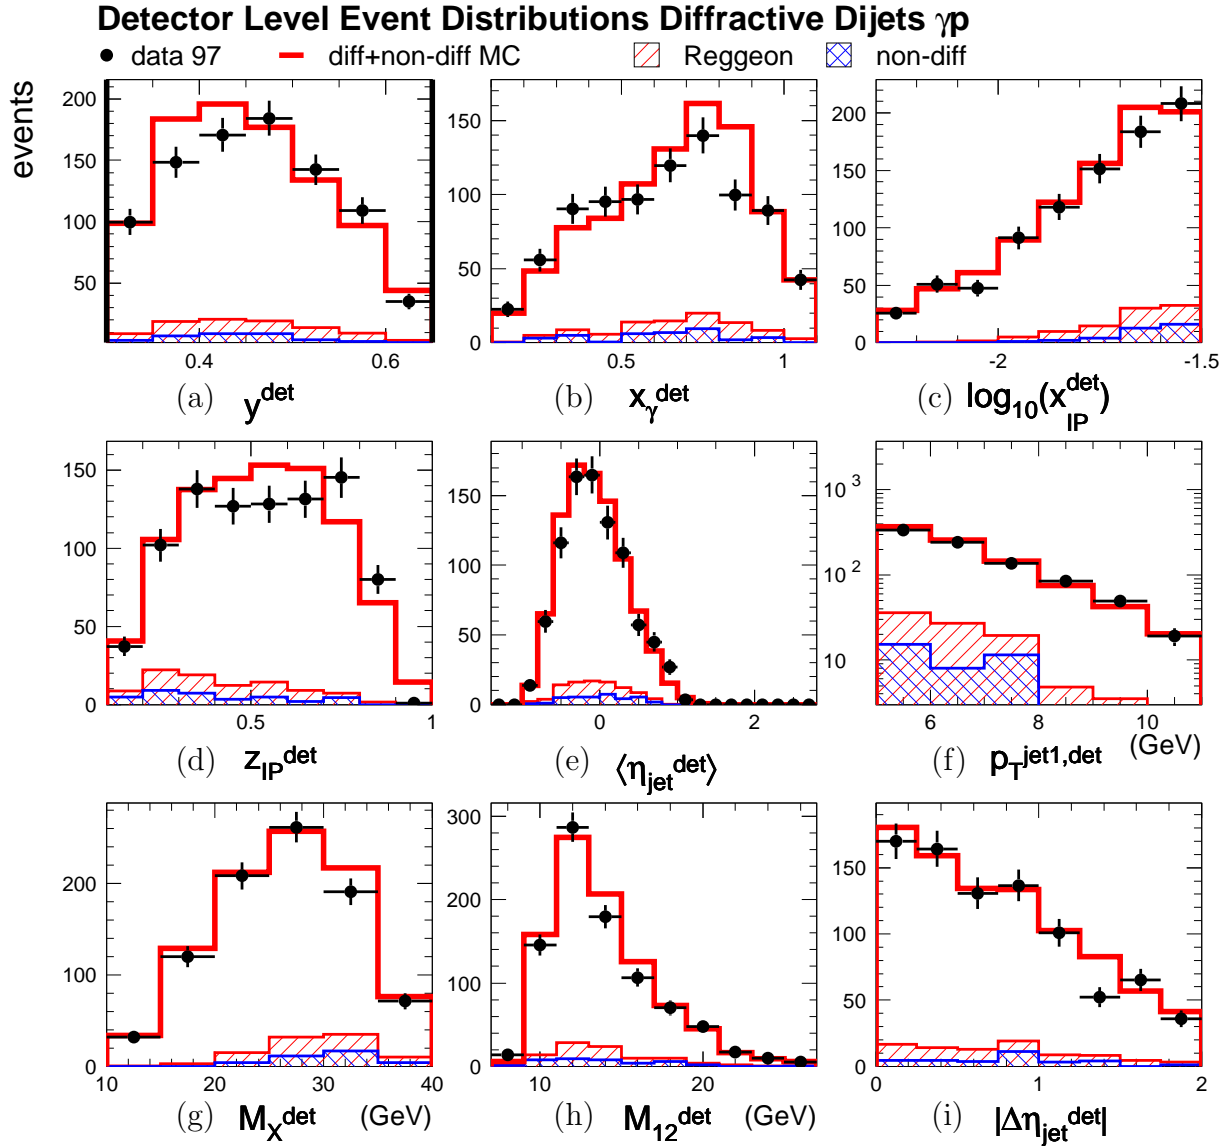 Detector Level Event Distributions Diffractive Dijets γp
data 97 diff+non-diff MC Reggeon non-diff
events
200
150
100
50
0.4 0.6
(a) y^det
150
100
50
0
0.5 1
(b) x_γ^det
200
150
100
50
0
-2 -1.5
(c) log_10(x_IP^det)
150
100
50
0
0.5 1
(d) z_IP^det
150
100
50
0
0 2
(e) ⟨η_jet^det⟩
10^3
10^2
10
6 8 10
(GeV)
(f) p_T^jet1,det
200
100
0
10 20 30 40
(g) M_X^det (GeV)
300
200
100
0
10 20
(h) M_12^det (GeV)
150
100
50
0
0 1 2
(i) |Δη_jet^det|